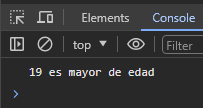 Elements Console
top Filter
19 es mayor de edad
>